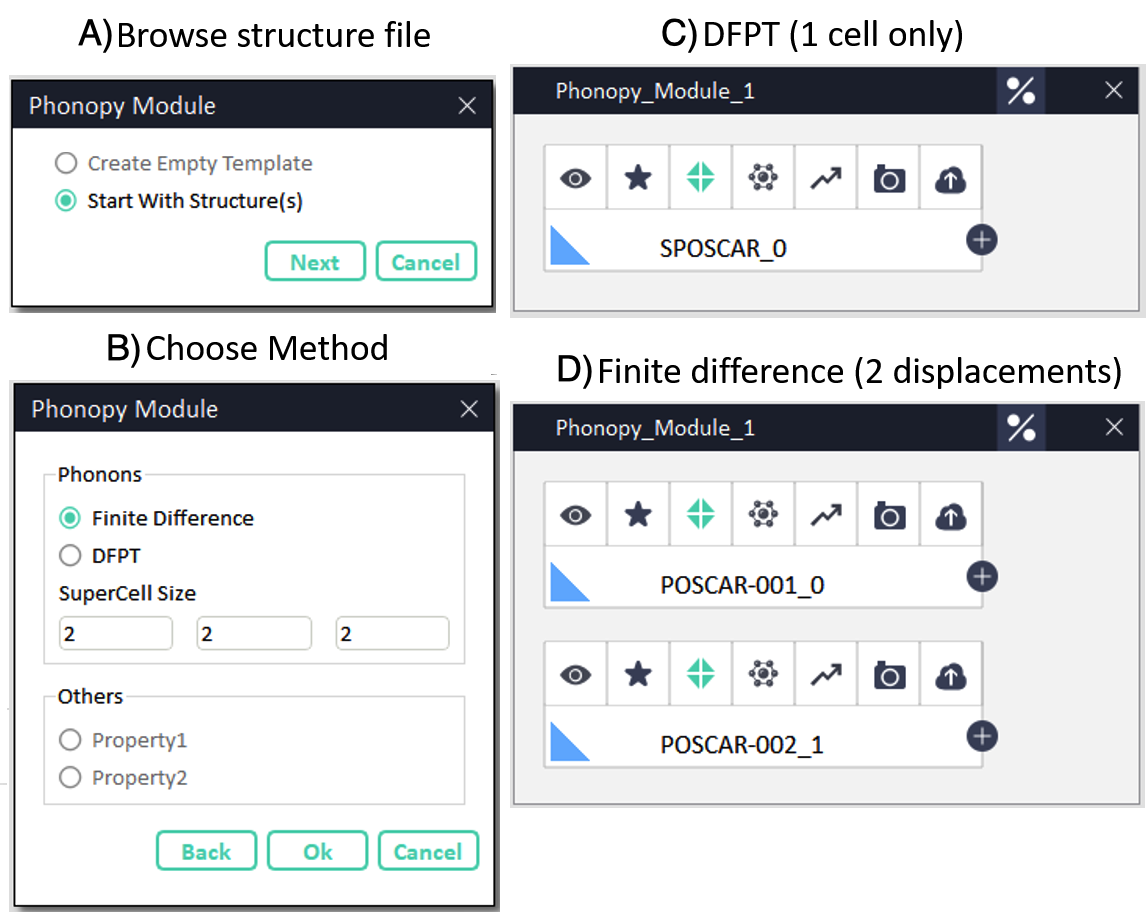 A) Browse structure file
Phonopy Module
Create Empty Template
Start With Structure(s)
Next Cancel
B) Choose Method
Phonopy Module
Phonons
Finite Difference
DFPT
SuperCell Size
2 2 2
Others
Property1
Property2
Back Ok Cancel
C) DFPT (1 cell only)
Phonopy_Module_1
SPOSCAR_0
D) Finite difference (2 displacements)
Phonopy_Module_1
POSCAR-001_0
POSCAR-002_1